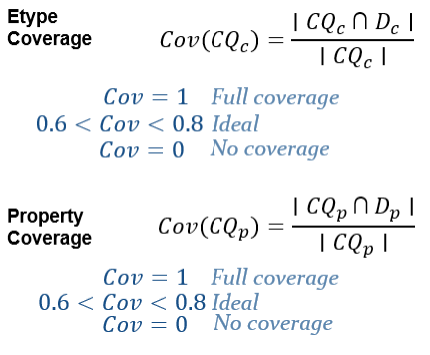 Etype
Coverage
Cov(CQ_c) = | CQ_c ∩ D_c | / | CQ_c |
Cov = 1 Full coverage
0.6 < Cov < 0.8 Ideal
Cov = 0 No coverage
Property
Coverage
Cov(CQ_p) = | CQ_p ∩ D_p | / | CQ_p |
Cov = 1 Full coverage
0.6 < Cov < 0.8 Ideal
Cov = 0 No coverage